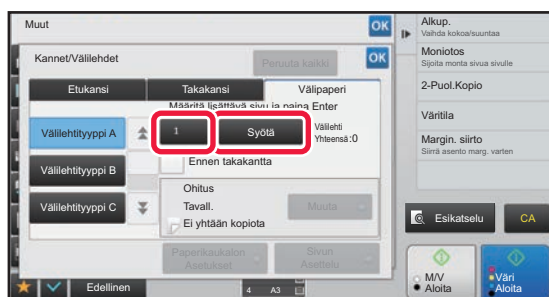 Muut
OK
Kannet/Välilehdet
Peruuta kaikki
OK
Etukansi
Takakansi
Välipaperi
Määritä lisättävä sivu ja paina Enter
Välilehtityyppi A
1
Syötä
Välilehti
Yhteensä:0
Ennen takakantta
Välilehtityyppi B
Ohitus
Tavall.
Muuta
Välilehtityyppi C
Ei yhtään kopiota
Paperikaukalon
Asetukset
Sivun
Asettelu
Edellinen
4
A3
Alkup.
Vaihda kokoa/suuntaa
Moniotos
Sijoita monta sivua sivulle
2-Puol.Kopio
Väritila
Margin. siirto
Siirrä asento marg. varten
Esikatselu
CA
M/V
Aloita
Väri
Aloita